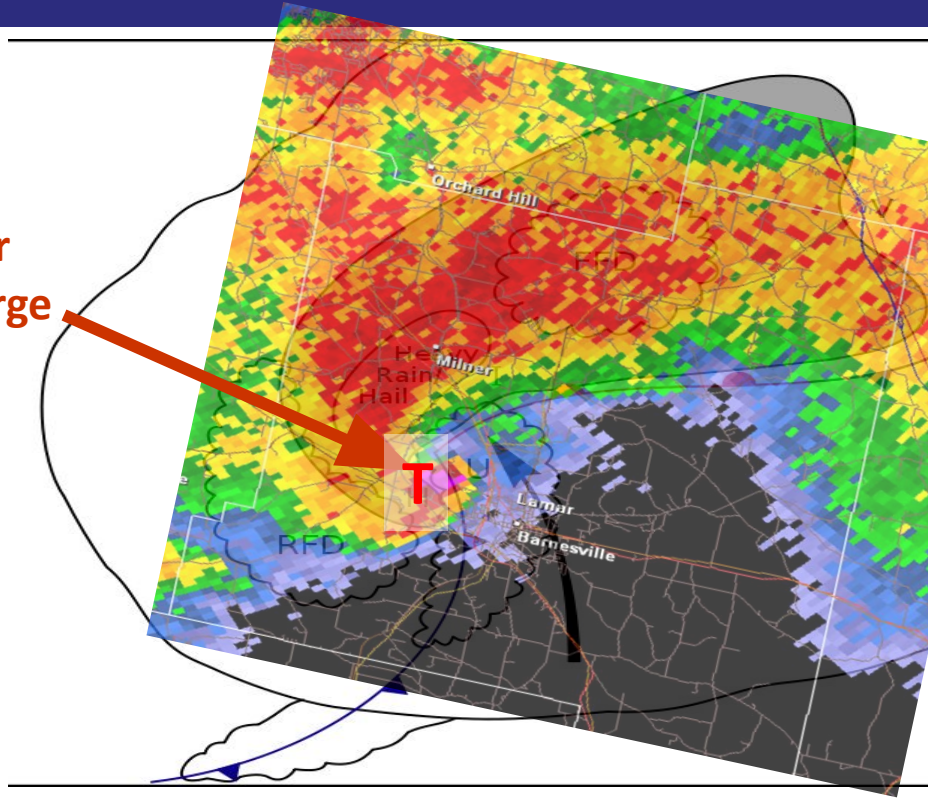 Orchard Hill
FFD
V
r
rge
Heavy
Rain/
Milner
Hail
T
U
e
Lamar
Barnesville
RFD